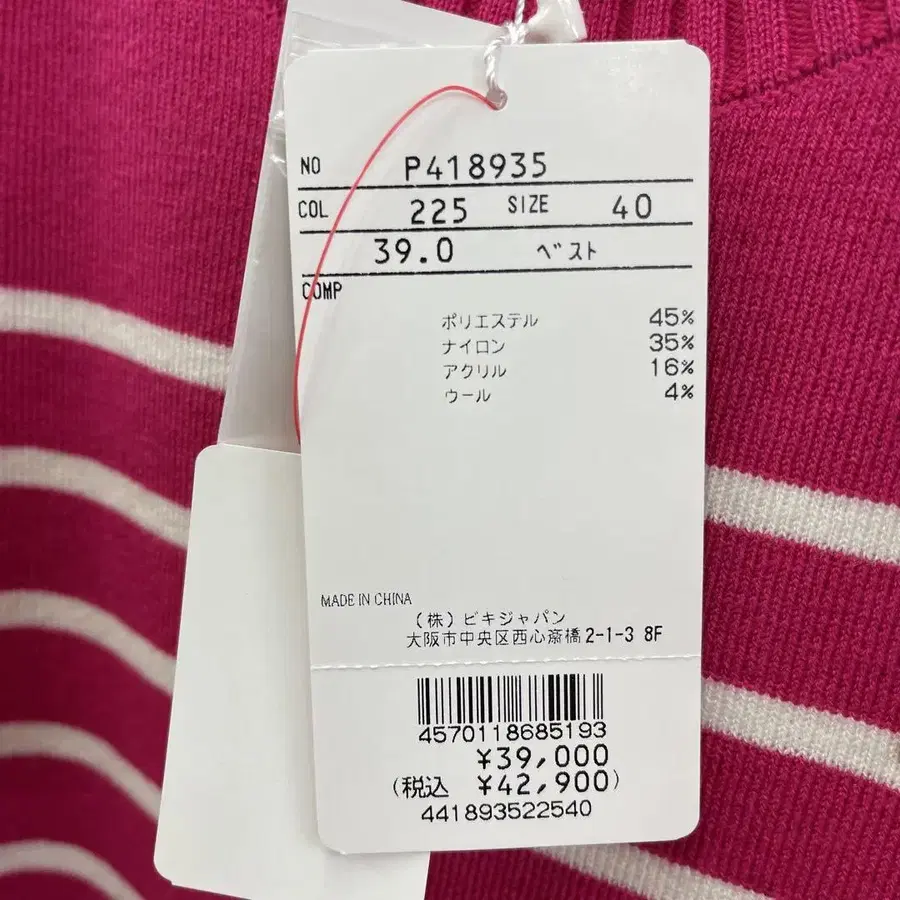 NO P418935
COL 225 SIZE 40
39.0 ベスト
COMP
ポリエステル 45%
ナイロン 35%
アクリル 16%
ウール 4%
MADE IN CHINA
(株)ビキジャパン
大阪市中央区西心斎橋2-1-3 8F
4570118685193
¥39,000
(税込 ¥42,900)
441893522540